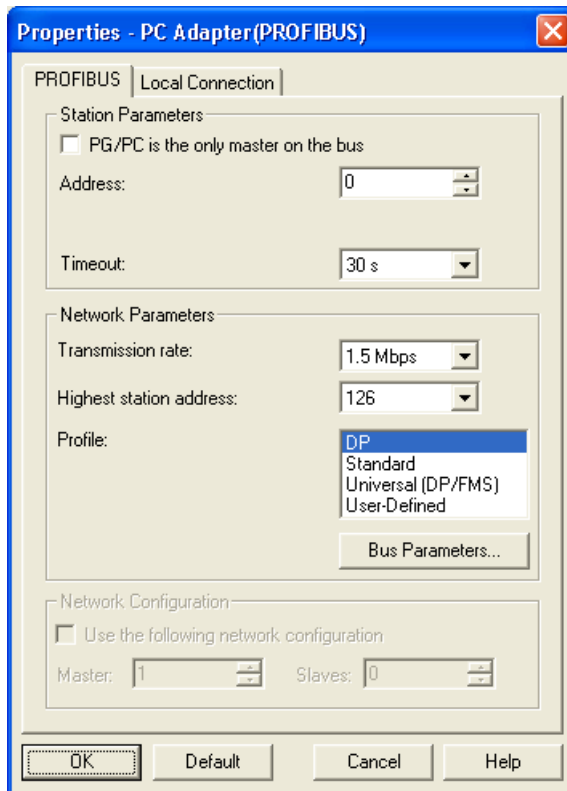 Properties - PC Adapter(PROFIBUS)
PROFIBUS Local Connection
Station Parameters
PG/PC is the only master on the bus
Address: 0
Timeout: 30 s
Network Parameters
Transmission rate: 1.5 Mbps
Highest station address: 126
Profile: DP
Standard
Universal (DP/FMS)
User-Defined
Bus Parameters...
Network Configuration
Use the following network configuration
Master: 1 Slaves: 0
OK Default Cancel Help